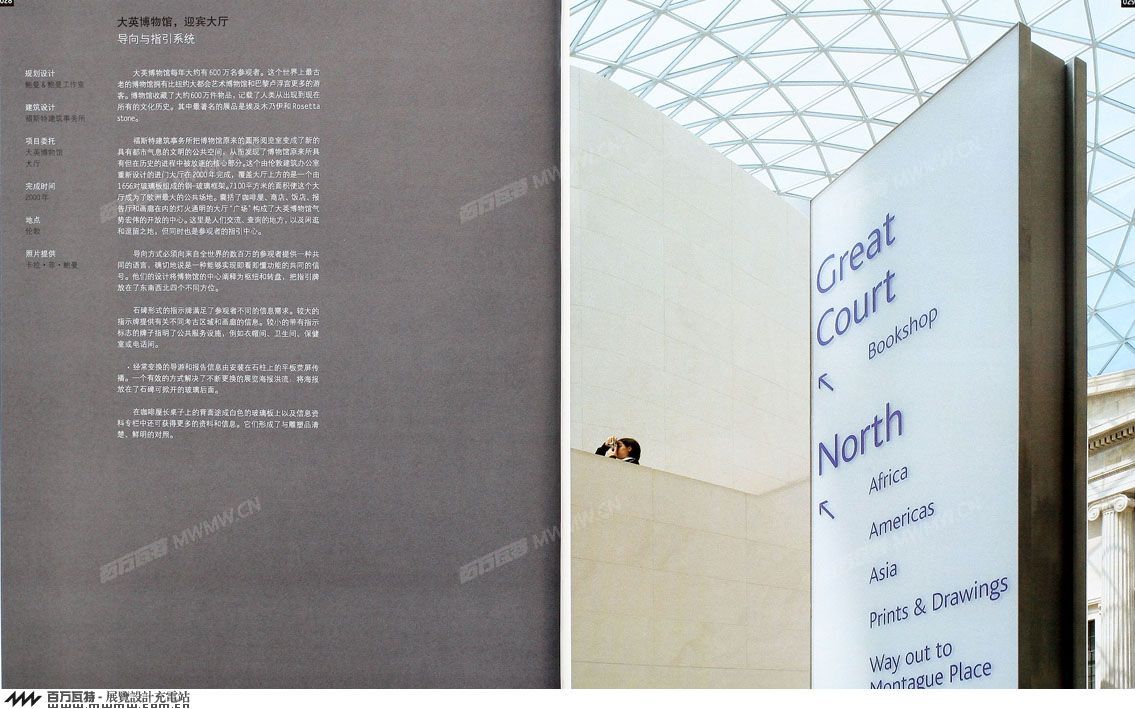 028
大英博物馆，迎宾大厅
导向与指引系统
规划设计
鲍曼&鲍曼工作室
建筑设计
福斯特建筑事务所
项目委托
大英博物馆
大厅
完成时间
2000年
地点
伦敦
照片提供
卡拉·菲·鲍曼
大英博物馆每年大约有600万名参观者。这个世界上最古
老的博物馆拥有比纽约大都会艺术博物馆和巴黎卢浮宫更多的游
客。博物馆收藏了大约600万件物品，记载了人类从出现到现在
所有的文化历史。其中最著名的展品是埃及木乃伊和Rosetta
stone。
福斯特建筑事务所把博物馆原来的圆形阅览室变成了新的
具有都市气息的文明的公共空间，从而发现了博物馆原来所具
有但在历史的进程中被放逐的核心部分。这个由伦敦建筑办公室
重新设计的进门大厅在2000年完成，覆盖大厅上方的是一个由
1656对玻璃板组成的钢-玻璃框架。7100平方米的面积使这个大
厅成为了欧洲最大的公共场地。囊括了咖啡屋、商店、饭店、报
告厅和画廊在内的灯火通明的大厅“广场”构成了大英博物馆气
势宏伟的开放的中心。这里是人们交流、查询的地方，以及闲逛
和逗留之地，但同时也是参观者的指引中心。
导向方式必须向来自全世界的数百万的参观者提供一种共
同的语言，确切地说是一种能够实现即看即懂功能的共同的信
号。他们的设计将博物馆的中心阐释为枢纽和转盘，把指引牌
放在了东南西北四个不同方位。
石碑形式的指示牌满足了参观者不同的信息需求。较大的
指示牌提供有关不同考古区域和画廊的信息。较小的带有指示
标志的牌子指明了公共服务设施，例如衣帽间、卫生间、保健
室或电话间。
·经常变换的导游和报告信息由安装在石柱上的平板荧屏传
播。一个有效的方式解决了不断更换的展览海报洪流：将海报
放在了石碑可掀开的玻璃后面。
在咖啡屋长桌子上的背面涂成白色的玻璃板上以及信息资
料专栏中还可获得更多的资料和信息。它们形成了与雕塑品清
楚、鲜明的对照。
029
Great
Court
Bookshop
North
Africa
Americas
Asia
Prints & Drawings
Way out to
Montague Place
百万瓦特 MWMW.CN
百万瓦特 MWMW.CN
百万瓦特 - 展覽設計充電站
www.mwmw.cn